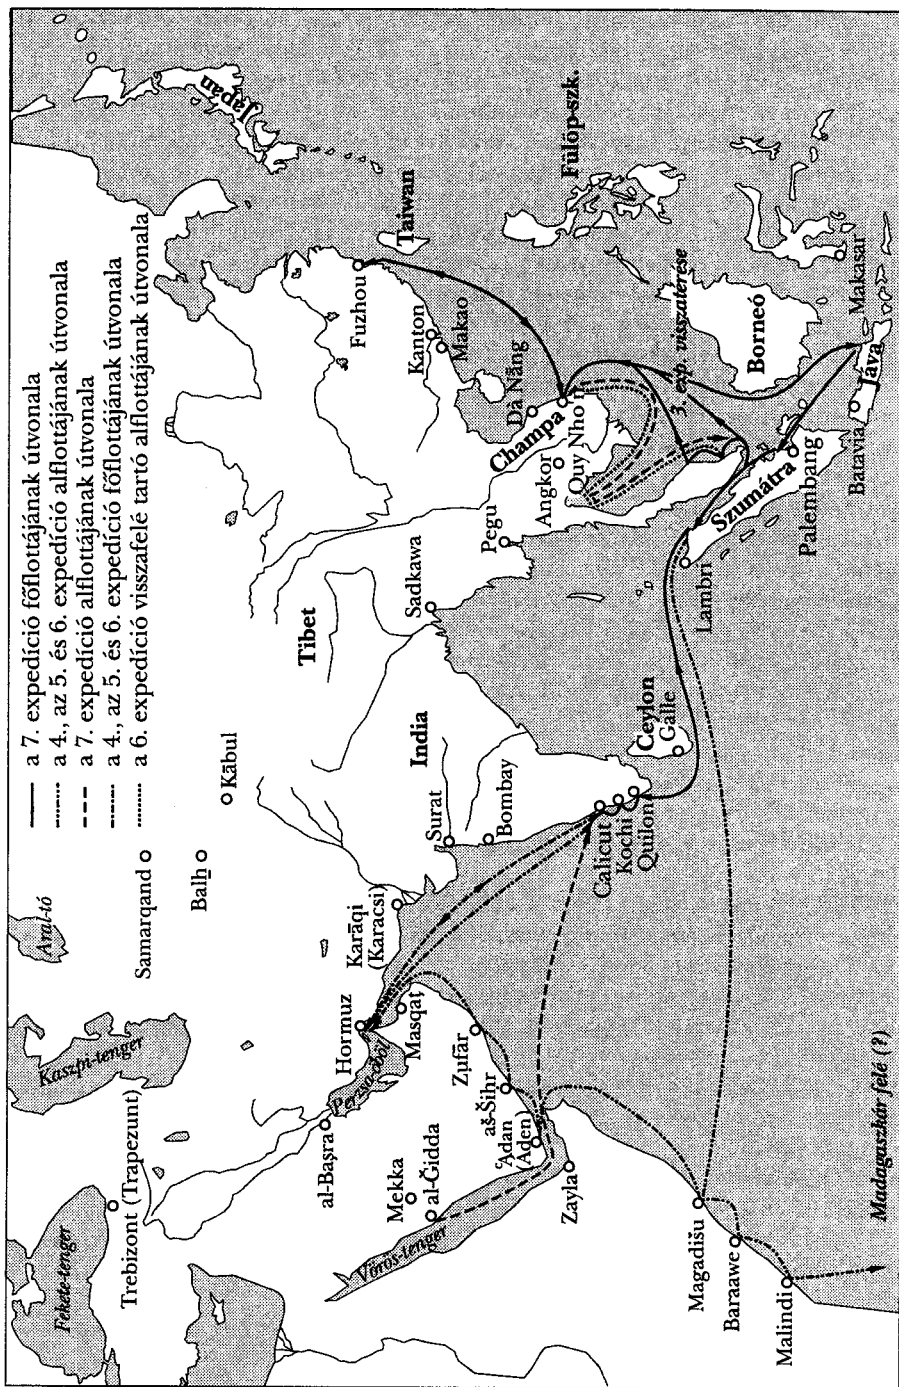 a 7. expedíció főflottájának útvonala
a 4., az 5. és 6. expedíció alflottájának útvonala
a 7. expedíció alflottájának útvonala
a 4., az 5. és 6. expedíció főflottájának útvonala
a 6. expedíció visszafelé tartó alflottájának útvonala
Fekete-tenger
Kaszpi-tenger
Aral-tó
Trebizont (Trapezunt)
Samarqand
Balḫ
Kābul
Tibet
Japán
Taiwan
Fuzhou
Kanton
Makao
al-Baṣra
Perzsa-öböl
Hormuz
Karāqi
(Karacsi)
Masqaṭ
Mekka
al-Ǧidda
Vörös-tenger
Ẓufār
aš-Šiḥr
ʿAdan
(Aden)
Zayla
Surat
Bombay
India
Sadkawa
Pegu
Angkor
Champa
Dà Nāng
Quy Nhon
Fülöp-szk.
Calicut
Kochi
Quilon
Ceylon
Galle
Lambri
Szumátra
Palembang
3. exp. visszatérése
Borneó
Batavia
Jáva
Makasar
Magadišu
Baraawe
Malindi
Madagaszkár felé (?)